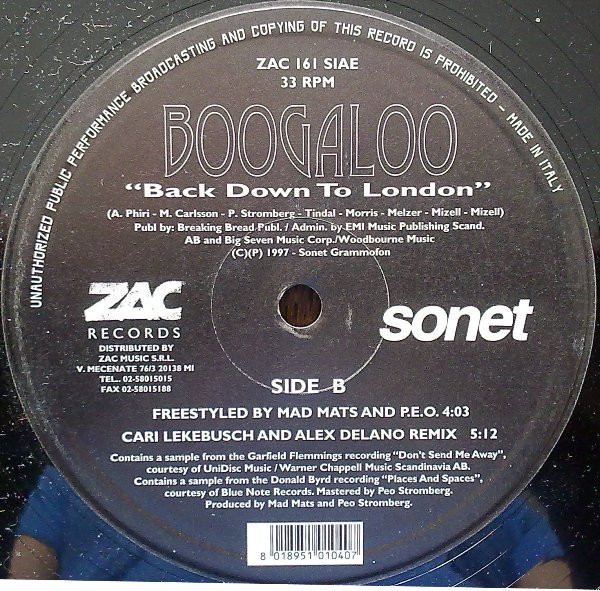 UNAUTHORIZED PUBLIC PERFORMANCE BROADCASTING AND COPYING OF THIS RECORD IS PROHIBITED - MADE IN ITALY
ZAC 161 SIAE
33 RPM
BOOGALOO
“Back Down To London”
(A. Phiri - M. Carlsson - P. Stromberg - Tindal - Morris - Melzer - Mizell - Mizell)
Publ by: Breaking Bread Publ. / Admin. by EMI Music Publishing Scand.
AB and Big Seven Music Corp./Woodbourne Music
(C)(P) 1997 - Sonet Grammofon
ZAC
RECORDS
DISTRIBUTED BY
ZAC MUSIC S.R.L.
V. MECENATE 76/3 20138 MI
TEL.. 02-58015015
FAX 02-58015188
sonet
SIDE B
FREESTYLED BY MAD MATS AND P.E.O. 4:03
CARI LEKEBUSCH AND ALEX DELANO REMIX 5:12
Contains a sample from the Garfield Flemmings recording “Don't Send Me Away”,
courtesy of UniDisc Music / Warner Chappell Music Scandinavia AB.
Contains a sample from the Donald Byrd recording “Places And Spaces”,
courtesy of Blue Note Records. Mastered by Peo Stromberg.
Produced by Mad Mats and Peo Stromberg.
8 018951 010407